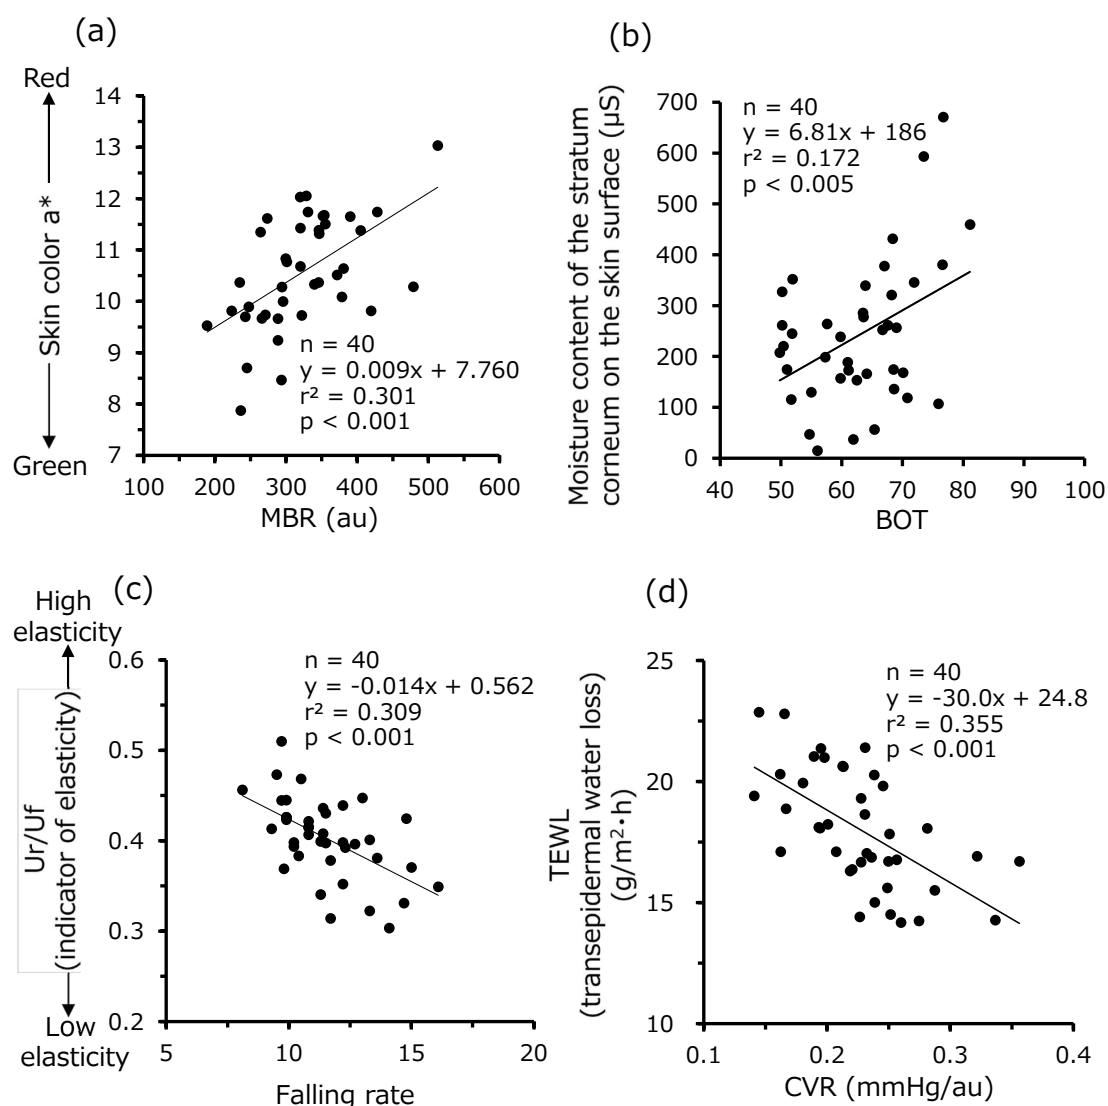 (a)
Red
Skin color a*
Green
14
13
12
11
10
9
8
7
n = 40
y = 0.009x + 7.760
r² = 0.301
p < 0.001
100 200 300 400 500 600
MBR (au)
(b)
Moisture content of the stratum
corneum on the skin surface (μS)
700
600
500
400
300
200
100
0
n = 40
y = 6.81x + 186
r² = 0.172
p < 0.005
40 50 60 70 80 90 100
BOT
(c)
High
elasticity
Ur/Uf
(indicator of elasticity)
Low
elasticity
0.6
0.5
0.4
0.3
0.2
n = 40
y = -0.014x + 0.562
r² = 0.309
p < 0.001
5 10 15 20
Falling rate
(d)
TEWL
(transepidermal water loss)
(g/m²·h)
25
20
15
10
n = 40
y = -30.0x + 24.8
r² = 0.355
p < 0.001
0.1 0.2 0.3 0.4
CVR (mmHg/au)